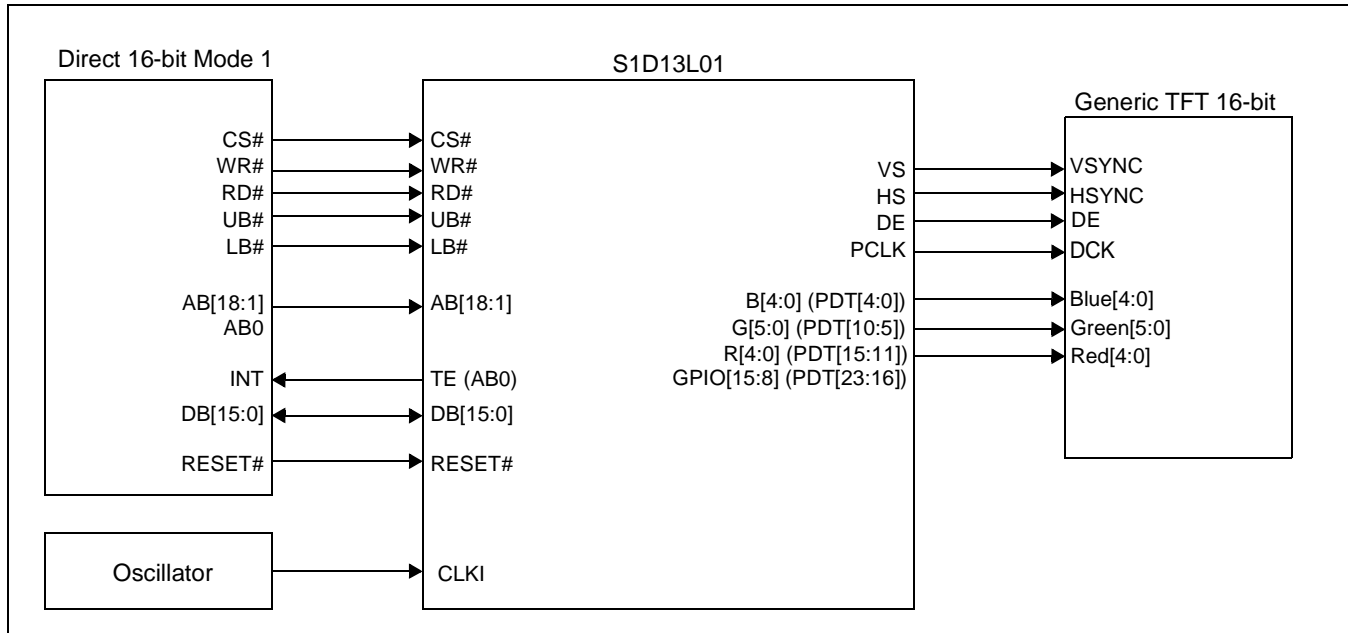 Direct 16-bit Mode 1
CS#
WR#
RD#
UB#
LB#
AB[18:1]
AB0
INT
DB[15:0]
RESET#
Oscillator
S1D13L01
CS#
WR#
RD#
UB#
LB#
AB[18:1]
TE (AB0)
DB[15:0]
RESET#
CLKI
VS
HS
DE
PCLK
B[4:0] (PDT[4:0])
G[5:0] (PDT[10:5])
R[4:0] (PDT[15:11])
GPIO[15:8] (PDT[23:16])
Generic TFT 16-bit
VSYNC
HSYNC
DE
DCK
Blue[4:0]
Green[5:0]
Red[4:0]